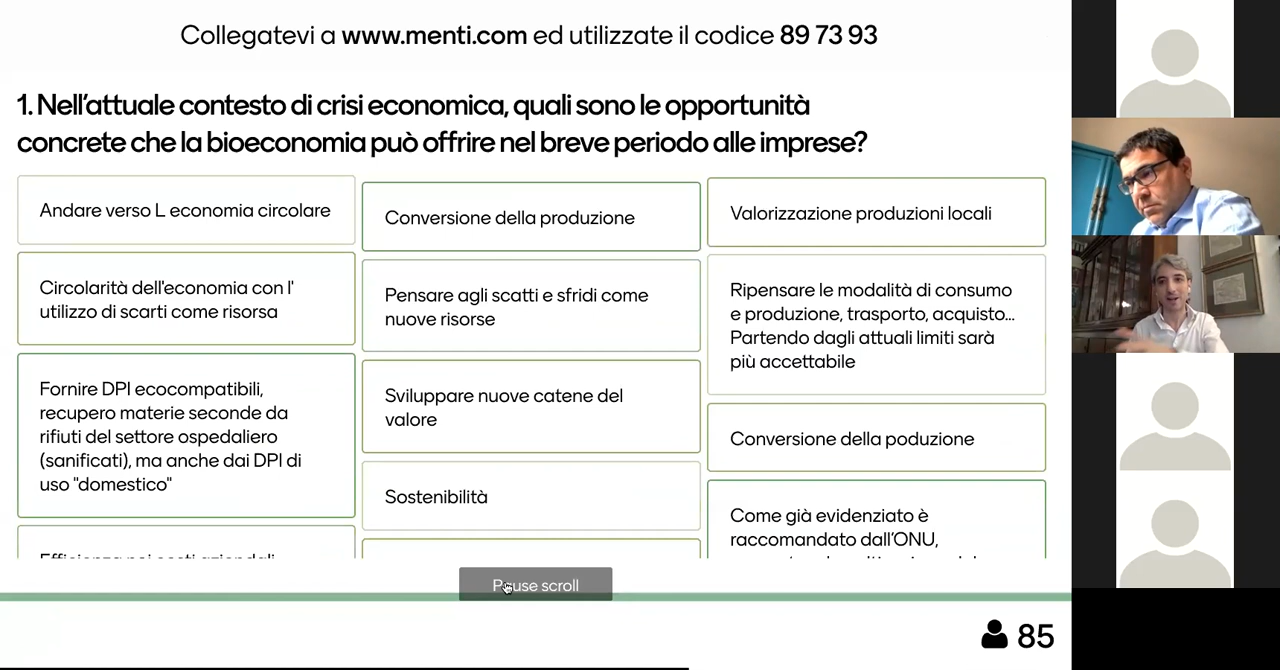 Collegatevi a www.menti.com ed utilizzate il codice 89 73 93
1. Nell'attuale contesto di crisi economica, quali sono le opportunità
concrete che la bioeconomia può offrire nel breve periodo alle imprese?
Andare verso L economia circolare
Circolarità dell'economia con l'
utilizzo di scarti come risorsa
Fornire DPI ecocompatibili,
recupero materie seconde da
rifiuti del settore ospedaliero
(sanificati), ma anche dai DPI di
uso "domestico"
Efficienza nei costi aziendali
Conversione della produzione
Pensare agli scatti e sfridi come
nuove risorse
Sviluppare nuove catene del
valore
Sostenibilità
Valorizzazione produzioni locali
Ripensare le modalità di consumo
e produzione, trasporto, acquisto...
Partendo dagli attuali limiti sarà
più accettabile
Conversione della poduzione
Come già evidenziato è
raccomandato dall'ONU,
Pause scroll
85